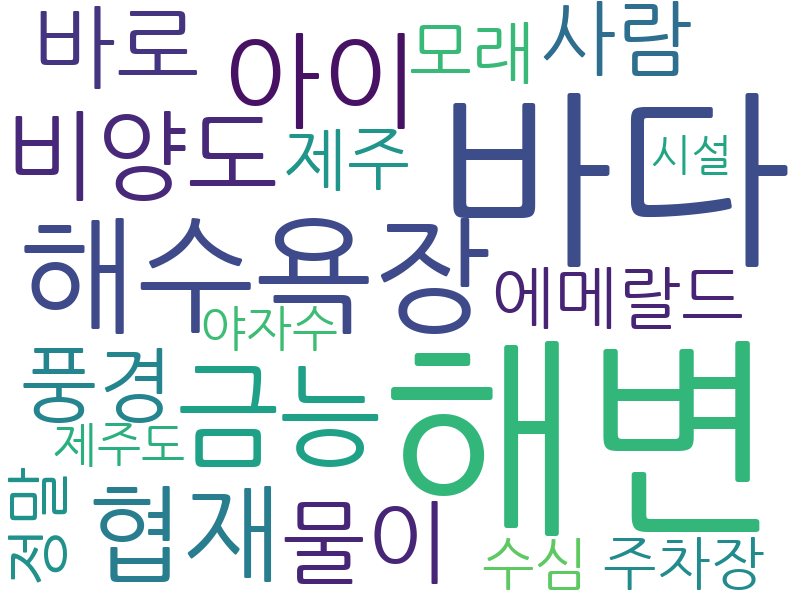 바로
아이
모래
사람
비양도
제주
바다
시설
해수욕장
에메랄드
야자수
풍경
금능
해변
제주도
정말
협재
물이
수심
주차장